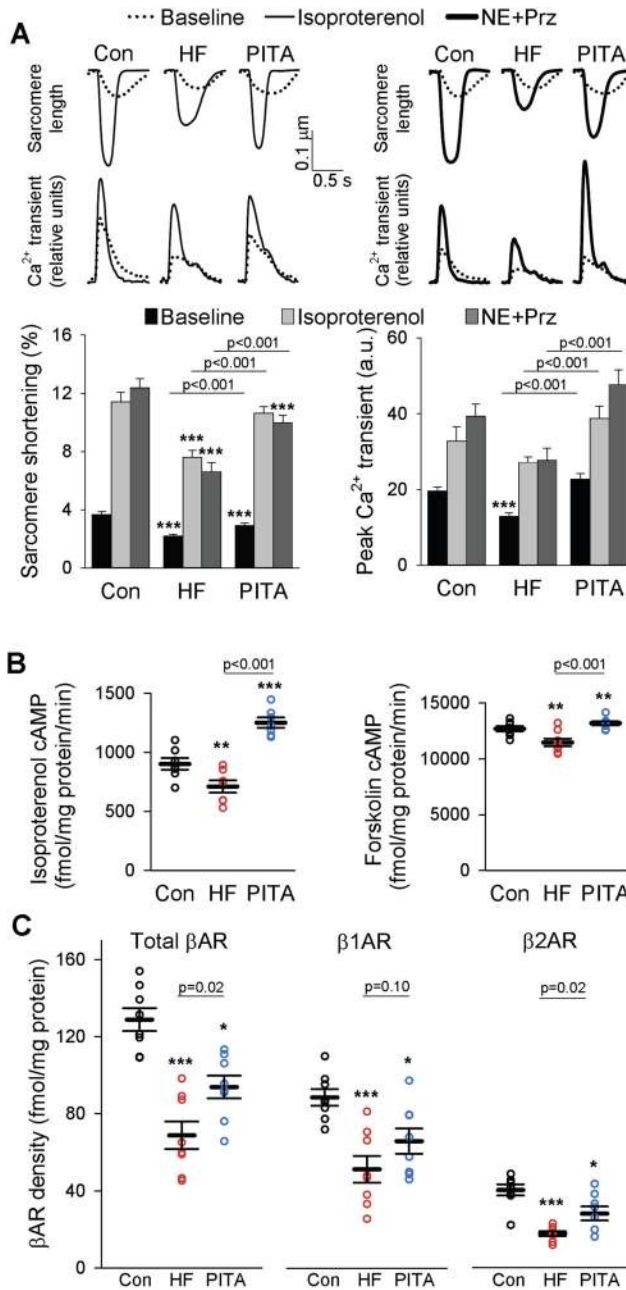 Baseline Isoproterenol NE+Prz
A
Con HF PITA Con HF PITA
Sarcomere
length
Sarcomere
length
0.1 µm
0.5 s
Ca2+ transient
(relative units)
Ca2+ transient
(relative units)
Baseline Isoproterenol NE+Prz
Sarcomere shortening (%)
16
12
8
4
0
p<0.001
p<0.001
p<0.001
*** *** *** *** ***
Con HF PITA
Peak Ca2+ transient (a.u.)
60
40
20
0
p<0.001
p<0.001
p<0.001
***
Con HF PITA
B
Isoproterenol cAMP
(fmol/mg protein/min)
1500
1000
500
0
p<0.001
** ***
Con HF PITA
Forskolin cAMP
(fmol/mg protein/min)
15000
10000
5000
0
p<0.001
** **
Con HF PITA
C
Total βAR β1AR β2AR
βAR density (fmol/mg protein)
160
120
80
40
0
p=0.02 p=0.10 p=0.02
*** * *** * *** *
Con HF PITA Con HF PITA Con HF PITA